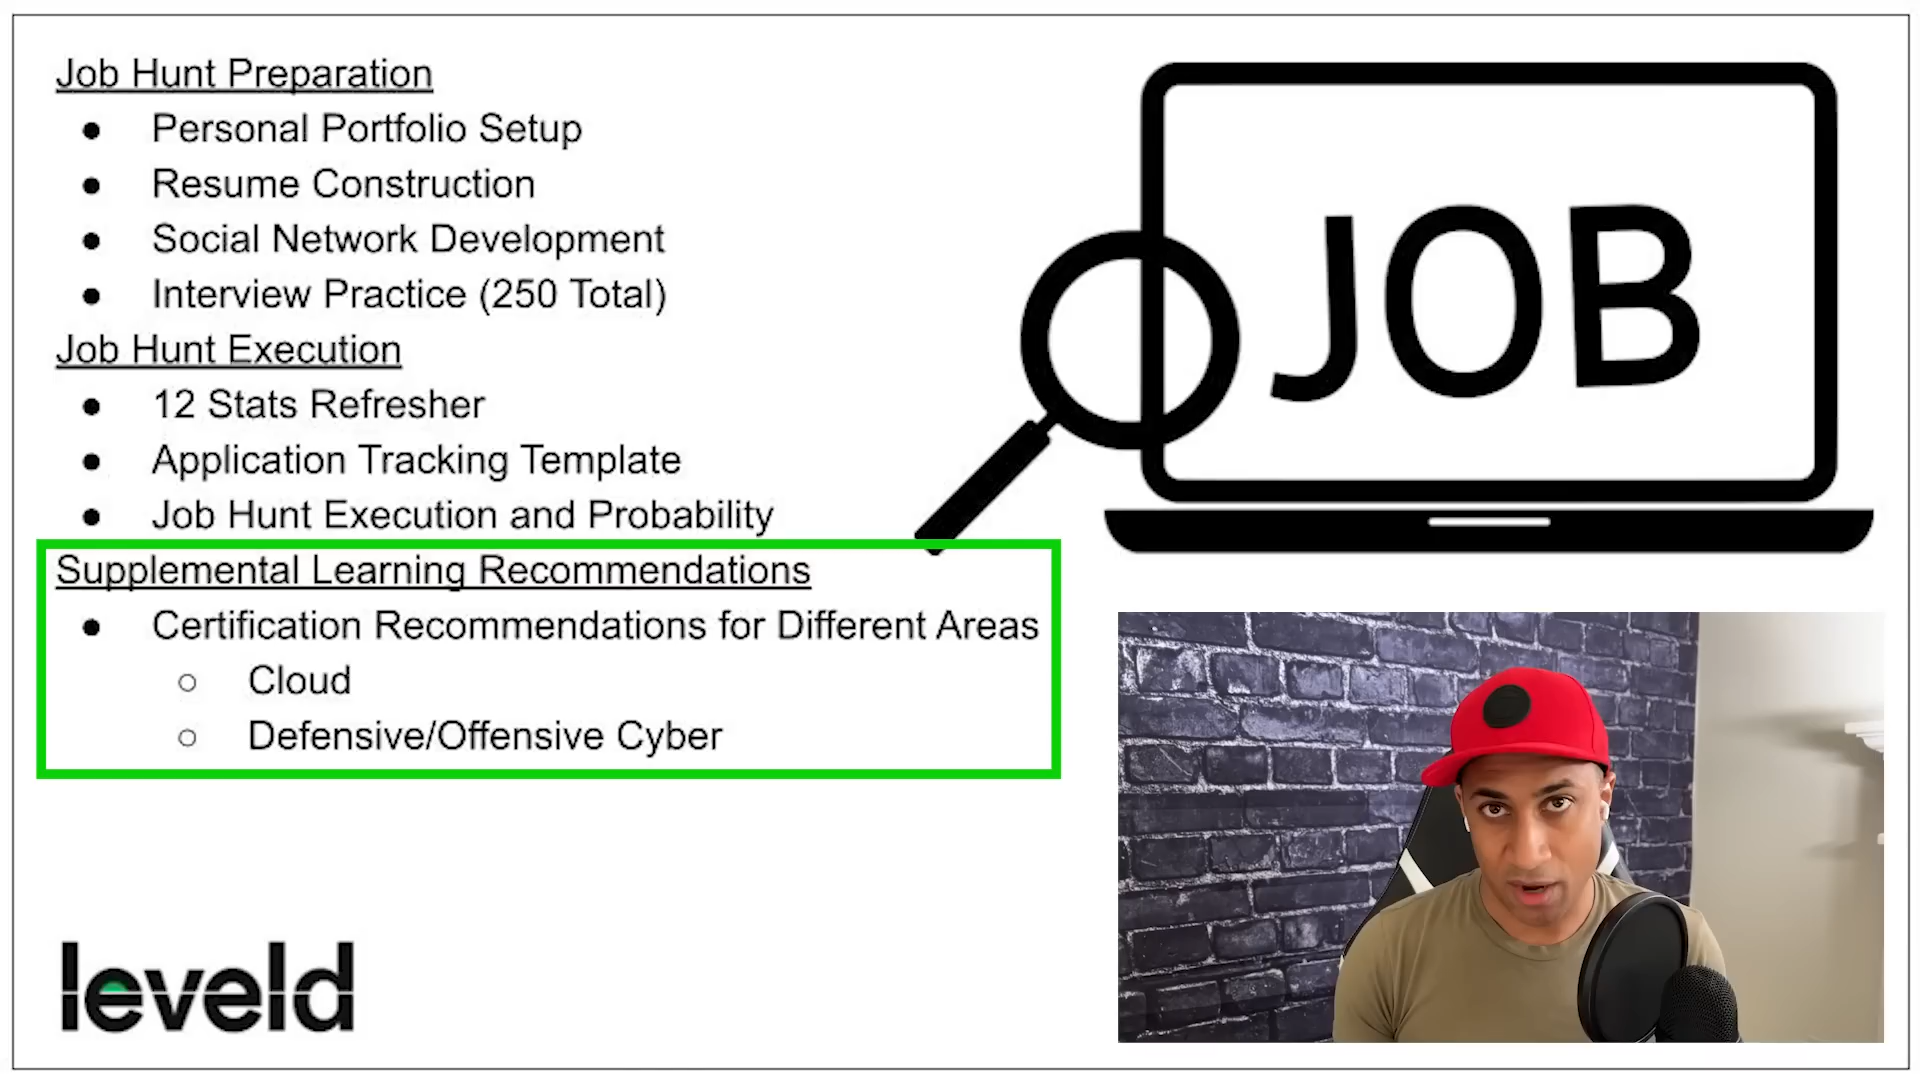 Job Hunt Preparation
● Personal Portfolio Setup
● Resume Construction
● Social Network Development
● Interview Practice (250 Total)
Job Hunt Execution
● 12 Stats Refresher
● Application Tracking Template
● Job Hunt Execution and Probability
Supplemental Learning Recommendations
● Certification Recommendations for Different Areas
○ Cloud
○ Defensive/Offensive Cyber
JOB
leveld